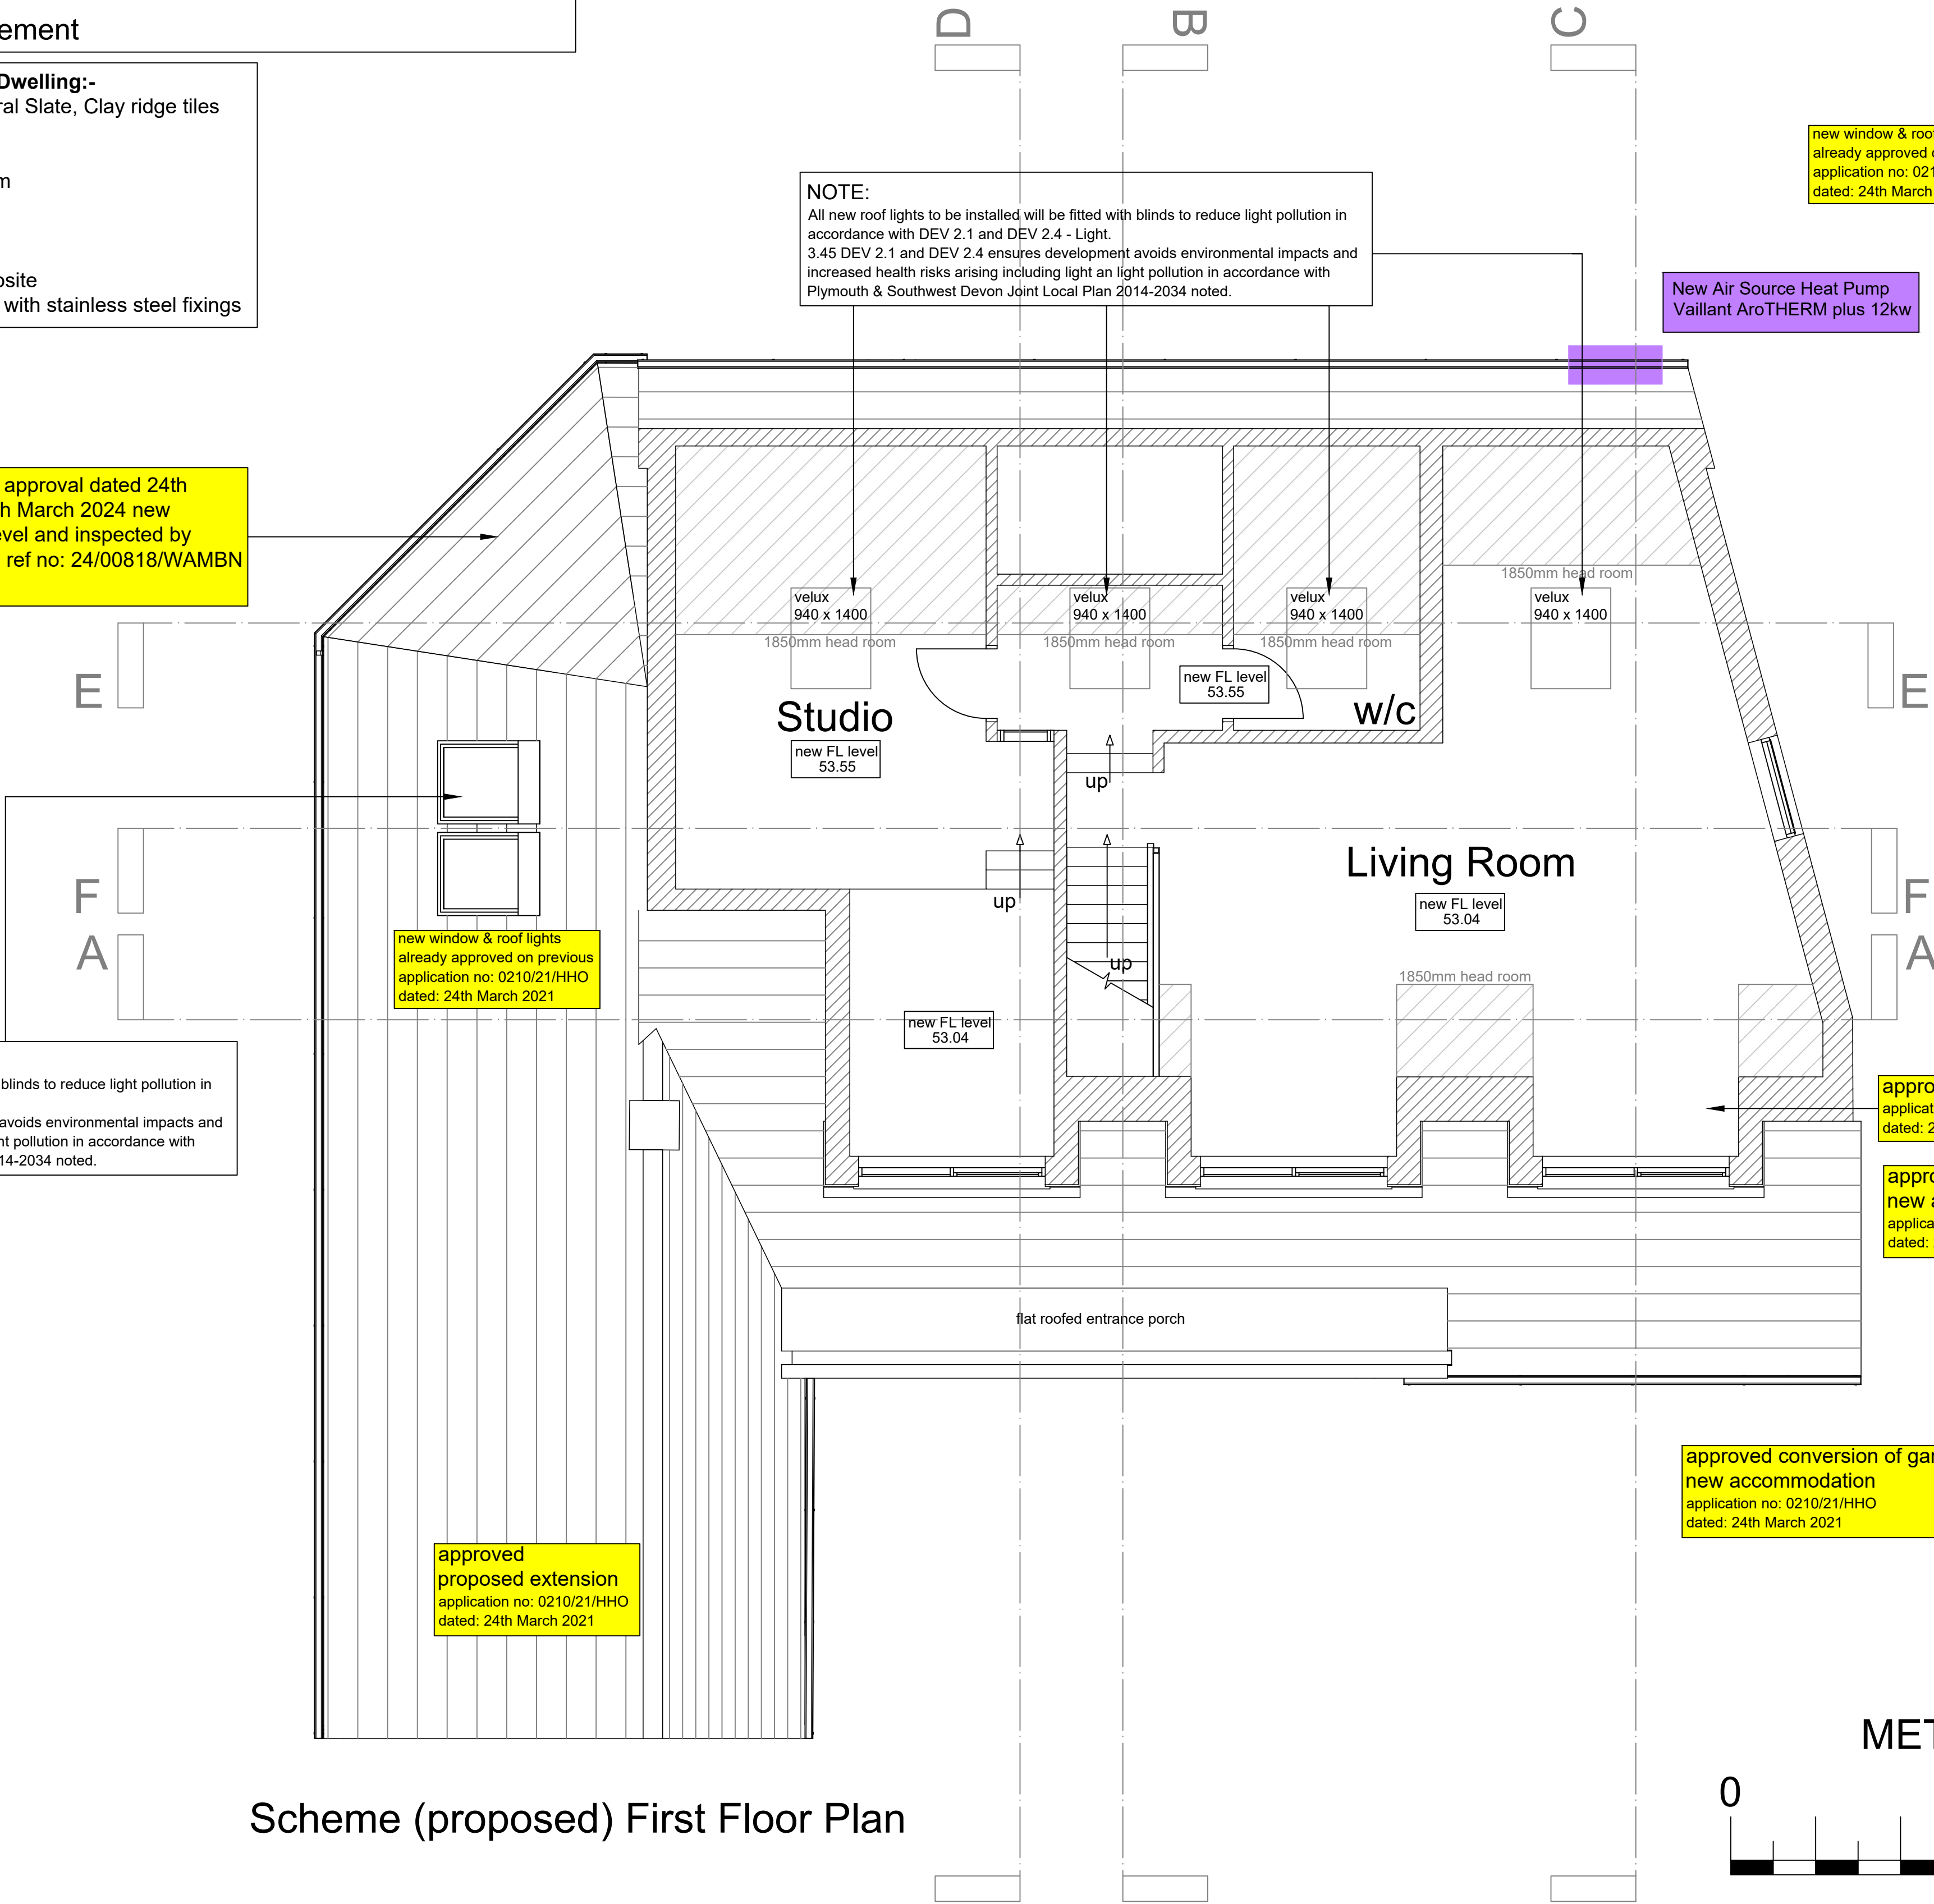 ement
Dwelling:-
ral Slate, Clay ridge tiles
m
osite
with stainless steel fixings
D
B
C
new window & roof
already approved
application no: 021
dated: 24th March
NOTE:
All new roof lights to be installed will be fitted with blinds to reduce light pollution in
accordance with DEV 2.1 and DEV 2.4 - Light.
3.45 DEV 2.1 and DEV 2.4 ensures development avoids environmental impacts and
increased health risks arising including light an light pollution in accordance with
Plymouth & Southwest Devon Joint Local Plan 2014-2034 noted.
New Air Source Heat Pump
Vaillant AroTHERM plus 12kw
approval dated 24th
h March 2024 new
evel and inspected by
ref no: 24/00818/WAMBN
1850mm head room
velux
940 x 1400
velux
940 x 1400
velux
940 x 1400
velux
940 x 1400
1850mm head room
1850mm head room
1850mm head room
E
E
new FL level
53.55
Studio
w/c
new FL level
53.55
up
Living Room
F
F
up
new FL level
53.04
A
A
new window & roof lights
already approved on previous
application no: 0210/21/HHO
dated: 24th March 2021
up
1850mm head room
new FL level
53.04
blinds to reduce light pollution in
avoids environmental impacts and
nt pollution in accordance with
14-2034 noted.
appro
applicat
dated: 2
appro
new a
applica
dated:
flat roofed entrance porch
approved conversion of gar
new accommodation
application no: 0210/21/HHO
dated: 24th March 2021
approved
proposed extension
application no: 0210/21/HHO
dated: 24th March 2021
MET
0
Scheme (proposed) First Floor Plan